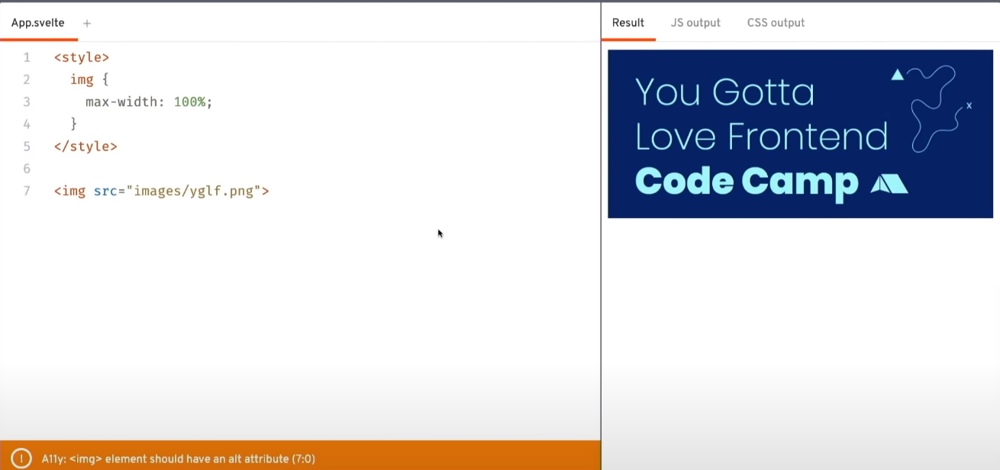 App.svelte +
1 <style>
2 img {
3 max-width: 100%;
4 }
5 </style>
6
7 <img src="images/yglf.png">
! A11y: <img> element should have an alt attribute (7:0)
Result JS output CSS output
You Gotta
Love Frontend
Code Camp
x